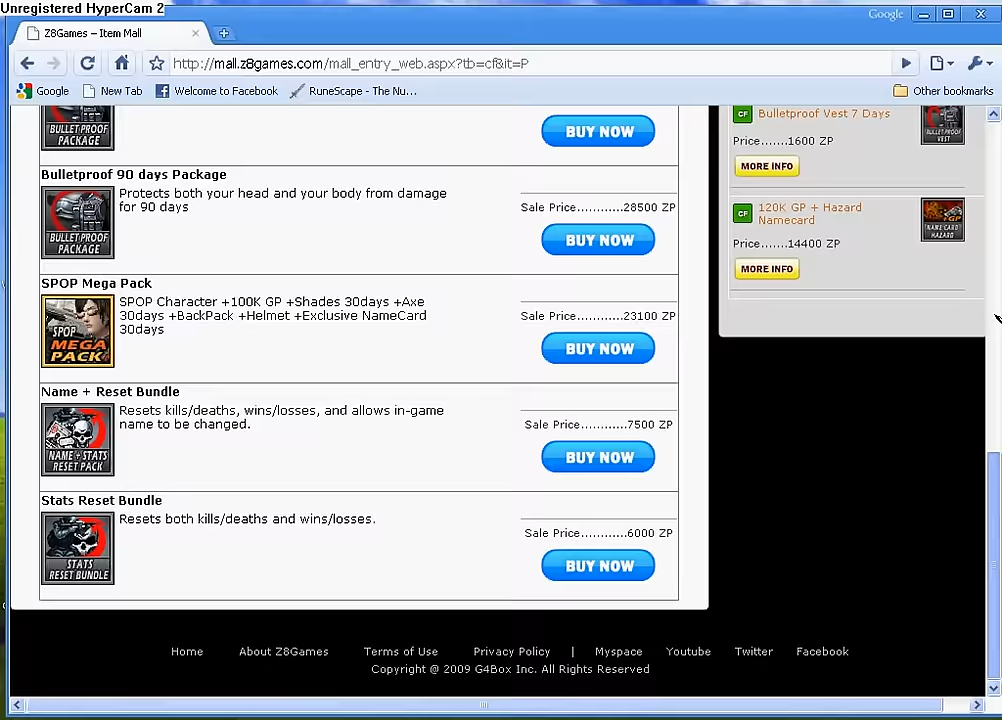 Unregistered HyperCam 2
Google
Z8Games – Item Mall
http://mall.z8games.com/mall_entry_web.aspx?tb=cf&it=P
Google
New Tab
Welcome to Facebook
RuneScape - The Nu...
Other bookmarks
BULLET PROOF
PACKAGE
BUY NOW
Bulletproof 90 days Package
Protects both your head and your body from damage
for 90 days
BULLET PROOF
PACKAGE
Sale Price............28500 ZP
BUY NOW
SPOP Mega Pack
SPOP Character +100K GP +Shades 30days +Axe
30days +BackPack +Helmet +Exclusive NameCard
30days
SPOP
MEGA
PACK
Sale Price............23100 ZP
BUY NOW
Name + Reset Bundle
Resets kills/deaths, wins/losses, and allows in-game
name to be changed.
NAME + STATS
RESET PACK
Sale Price............7500 ZP
BUY NOW
Stats Reset Bundle
Resets both kills/deaths and wins/losses.
STATS
RESET BUNDLE
Sale Price............6000 ZP
BUY NOW
CF
Bulletproof Vest 7 Days
BULLET PROOF
VEST
Price.......1600 ZP
MORE INFO
CF
120K GP + Hazard
Namecard
GP
NAME CARD
HAZARD
Price.......14400 ZP
MORE INFO
Home
About Z8Games
Terms of Use
Privacy Policy
|
Myspace
Youtube
Twitter
Facebook
Copyright @ 2009 G4Box Inc. All Rights Reserved